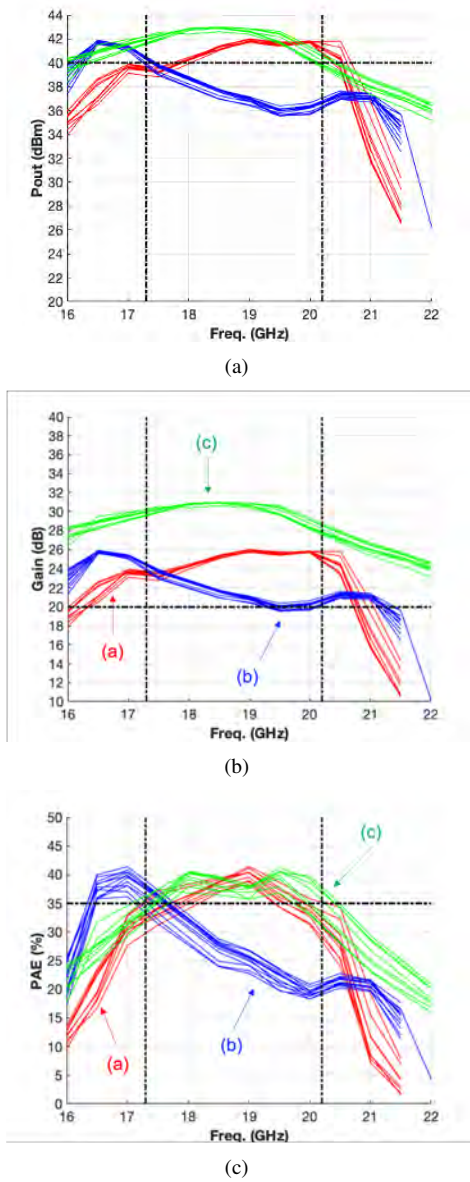 44
42
40
38
36
34
32
30
28
26
24
22
20
Pout (dBm)
16 17 18 19 20 21 22
Freq. (GHz)
(a)
40
38
36
34
32
30
28
26
24
22
20
18
16
14
12
10
Gain (dB)
(c)
(a)
(b)
16 17 18 19 20 21 22
Freq. (GHz)
(b)
50
45
40
35
30
25
20
15
10
5
0
PAE (%)
(c)
(a)
(b)
16 17 18 19 20 21 22
Freq. (GHz)
(c)